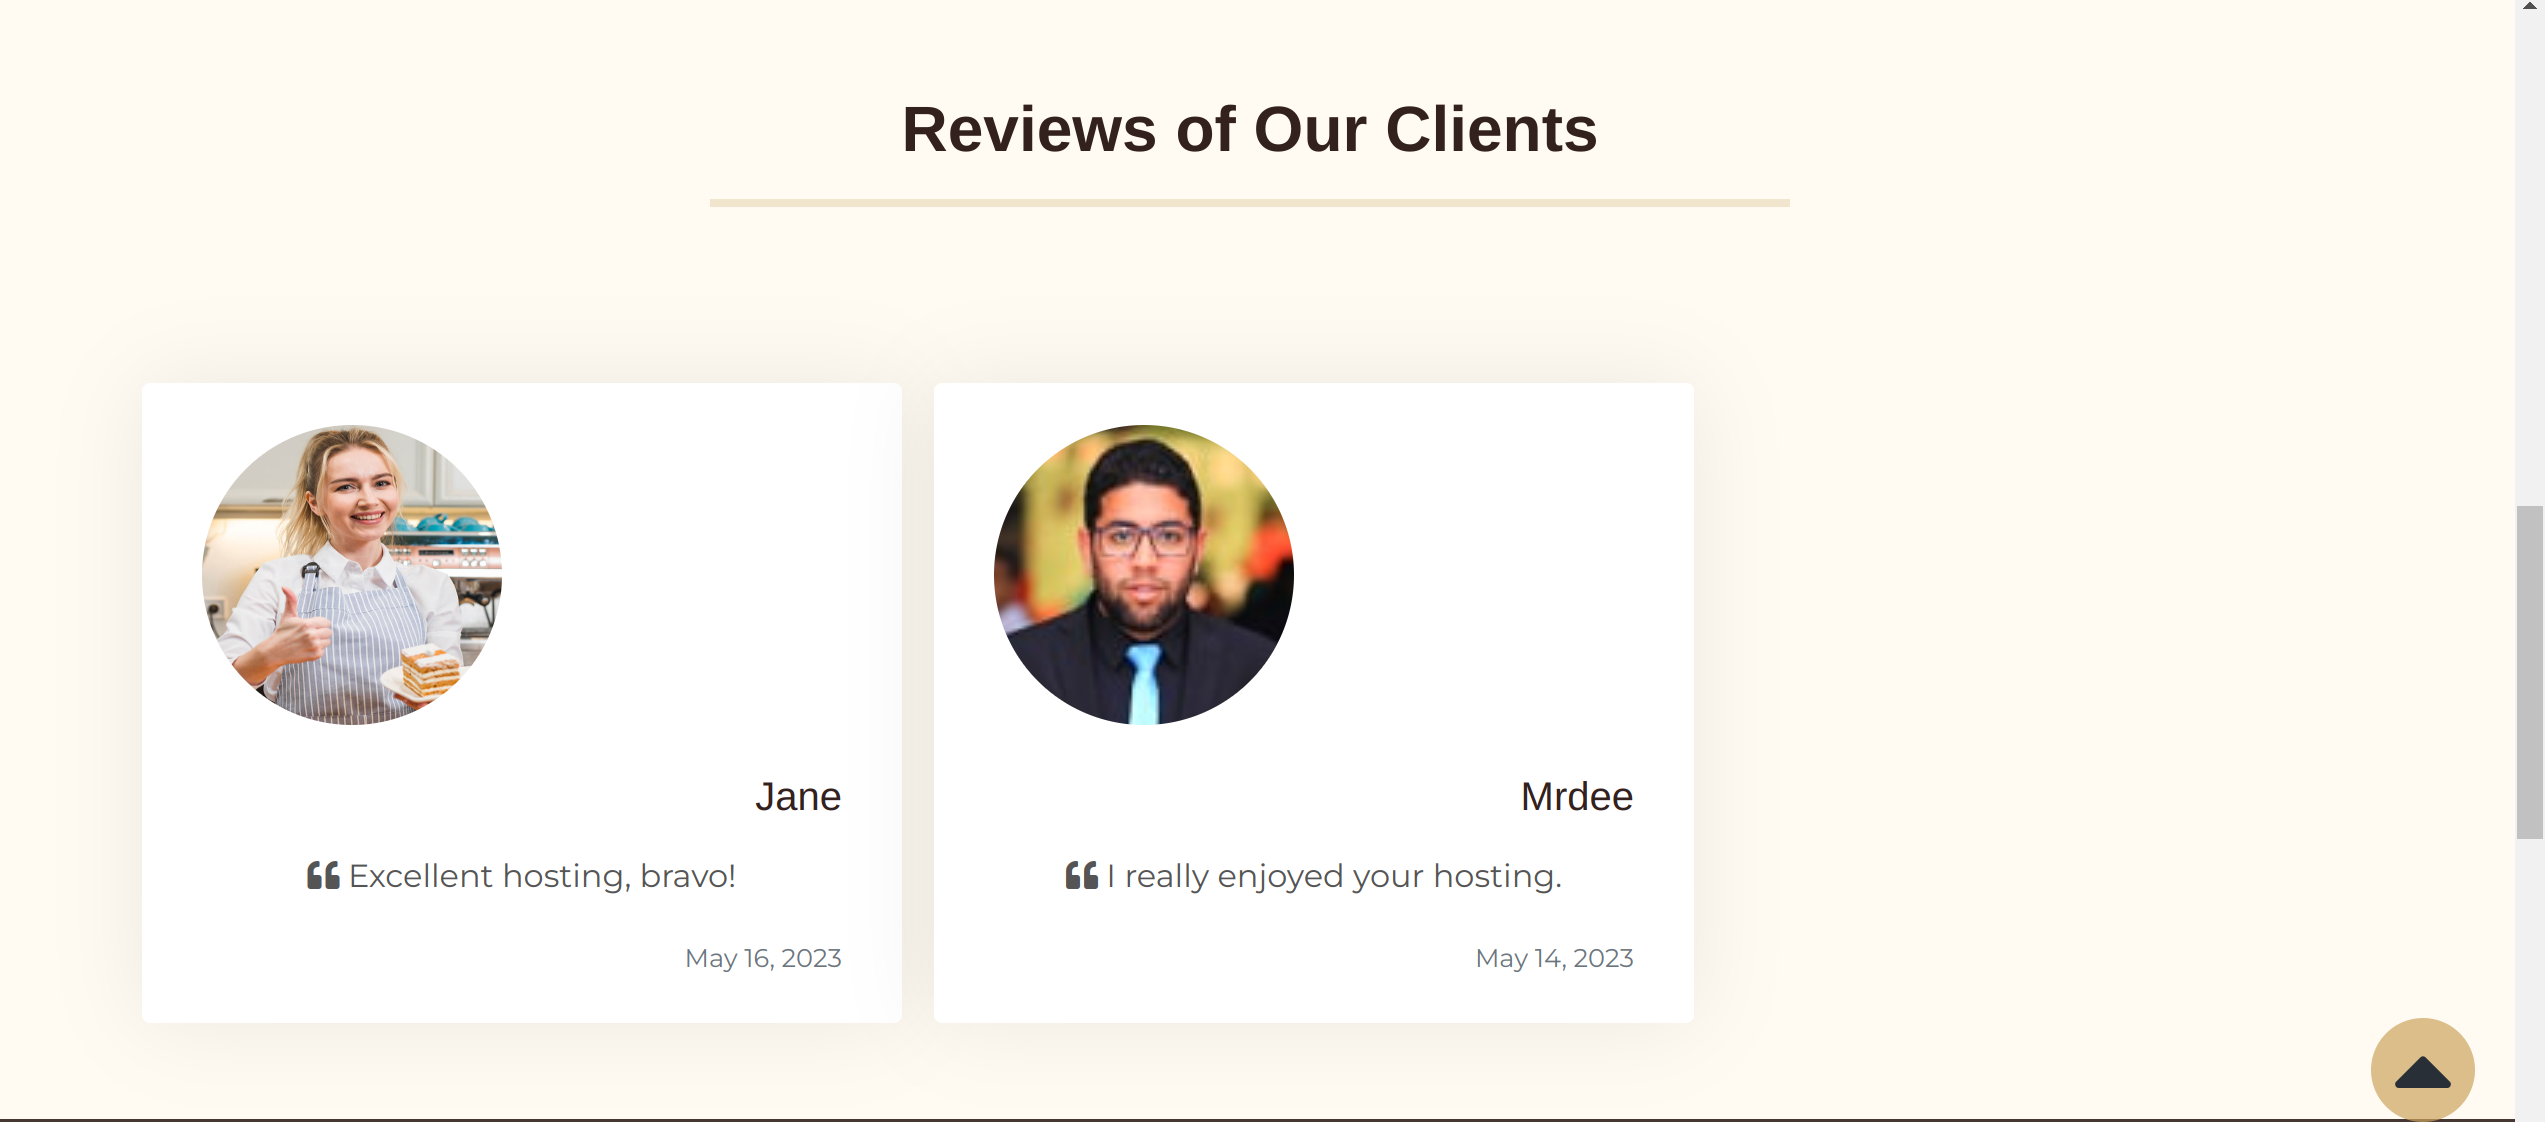 Reviews of Our Clients
Jane
❝ Excellent hosting, bravo!
May 16, 2023
Mrdee
❝ I really enjoyed your hosting.
May 14, 2023